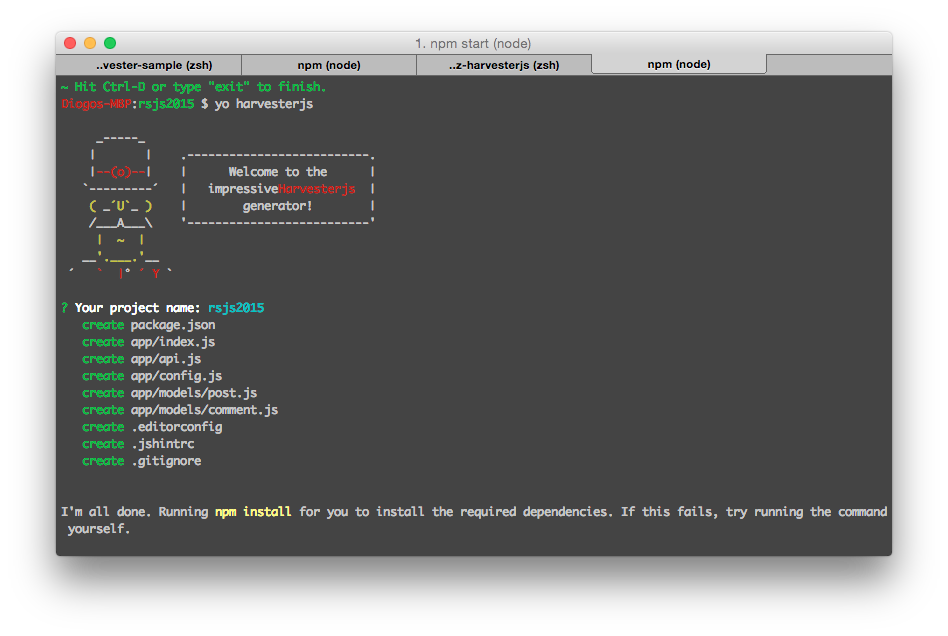 1. npm start (node)
..vester-sample (zsh) npm (node) ..z-harvesterjs (zsh) npm (node)
~ Hit Ctrl-D or type "exit" to finish.
Diogos-MBP:rsjs2015 $ yo harvesterjs
     _-----_
    |       |    .--------------------------.
    |--(o)--|    |      Welcome to the      |
   `---------´   |   impressiveHarvesterjs  |
    ( _´U`_ )    |        generator!        |
    /___A___\    '--------------------------'
     |  ~  |
   __'.___.'__
 ´   `  |° ´ Y `
? Your project name: rsjs2015
   create package.json
   create app/index.js
   create app/api.js
   create app/config.js
   create app/models/post.js
   create app/models/comment.js
   create .editorconfig
   create .jshintrc
   create .gitignore
I'm all done. Running npm install for you to install the required dependencies. If this fails, try running the command
 yourself.